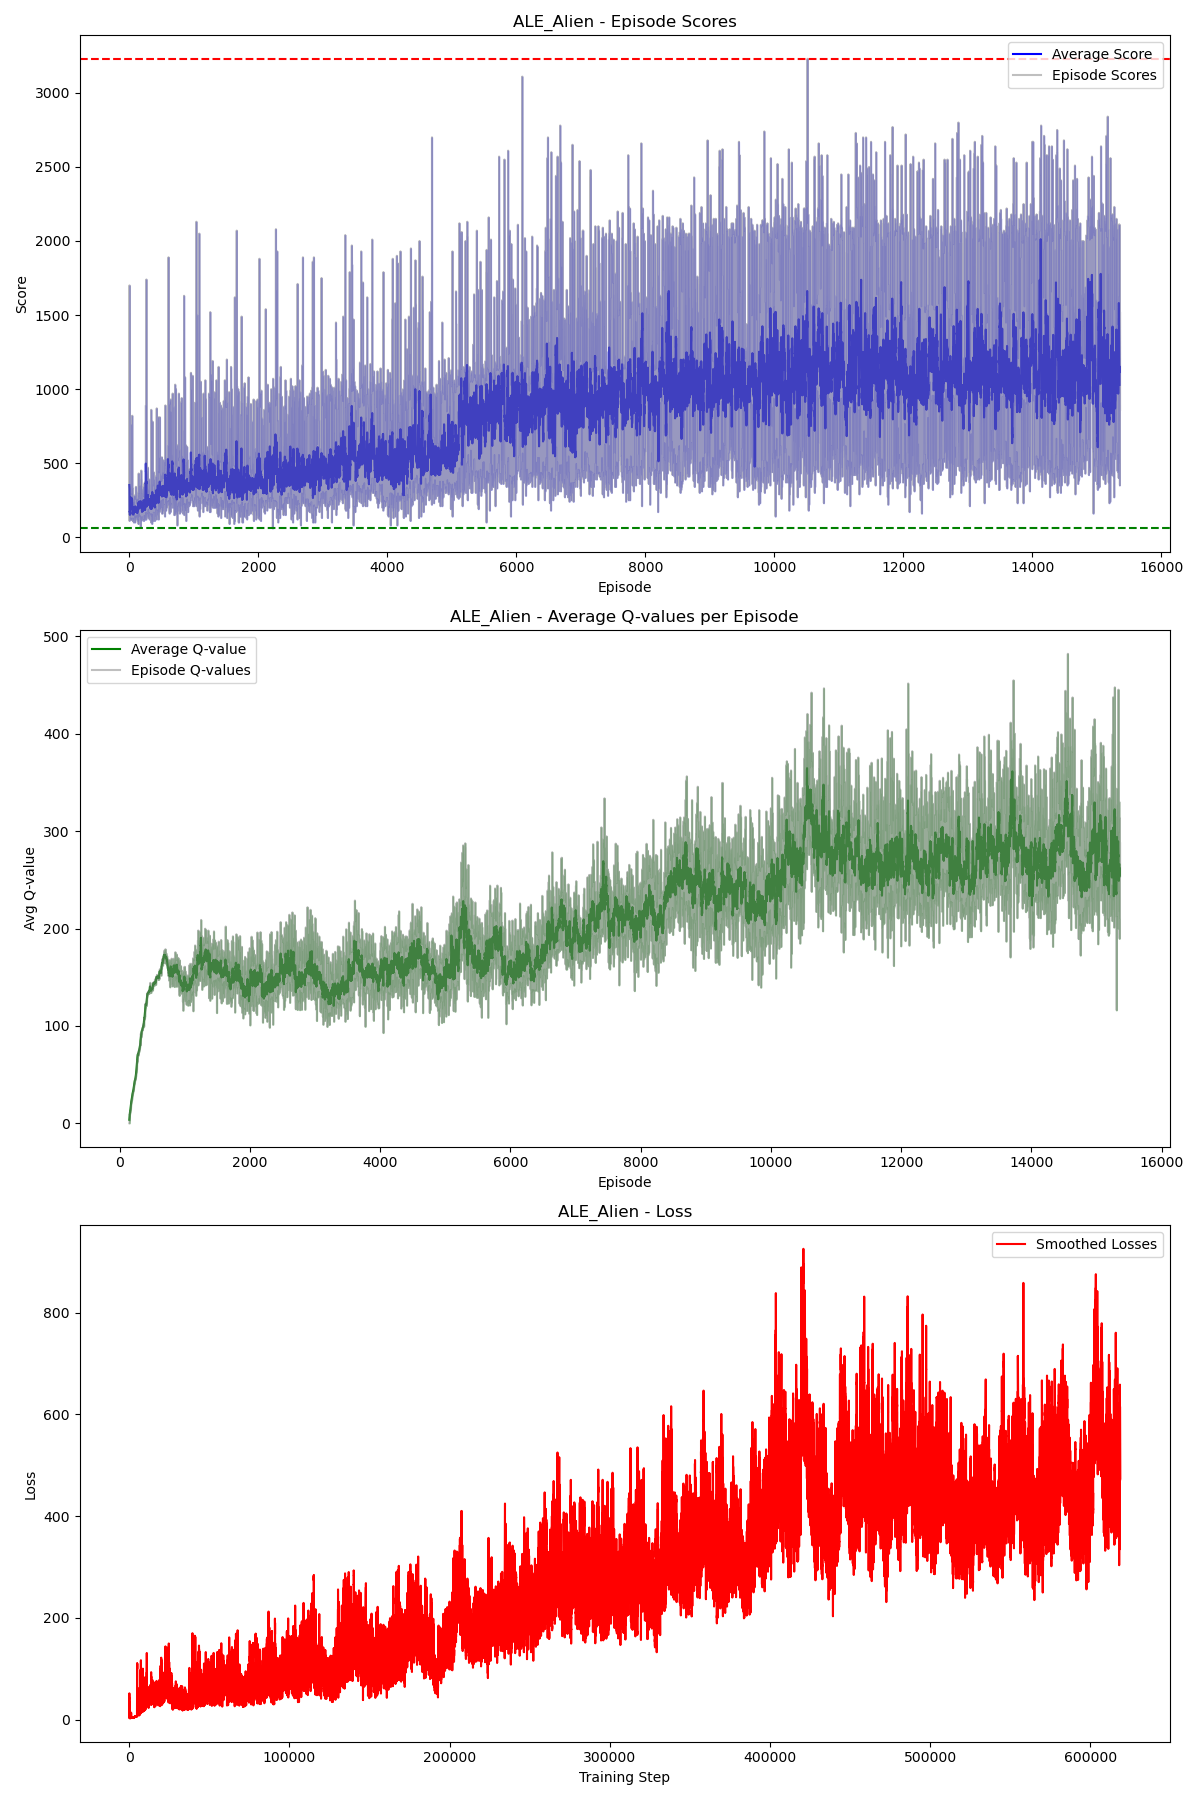 ALE_Alien - Episode Scores
Average Score
Episode Scores
3000
2500
2000
1500
1000
500
0
Score
0 2000 4000 6000 8000 10000 12000 14000 16000
Episode
ALE_Alien - Average Q-values per Episode
Average Q-value
Episode Q-values
500
400
300
200
100
0
Avg Q-value
0 2000 4000 6000 8000 10000 12000 14000 16000
Episode
ALE_Alien - Loss
Smoothed Losses
800
600
400
200
0
Loss
0 100000 200000 300000 400000 500000 600000
Training Step